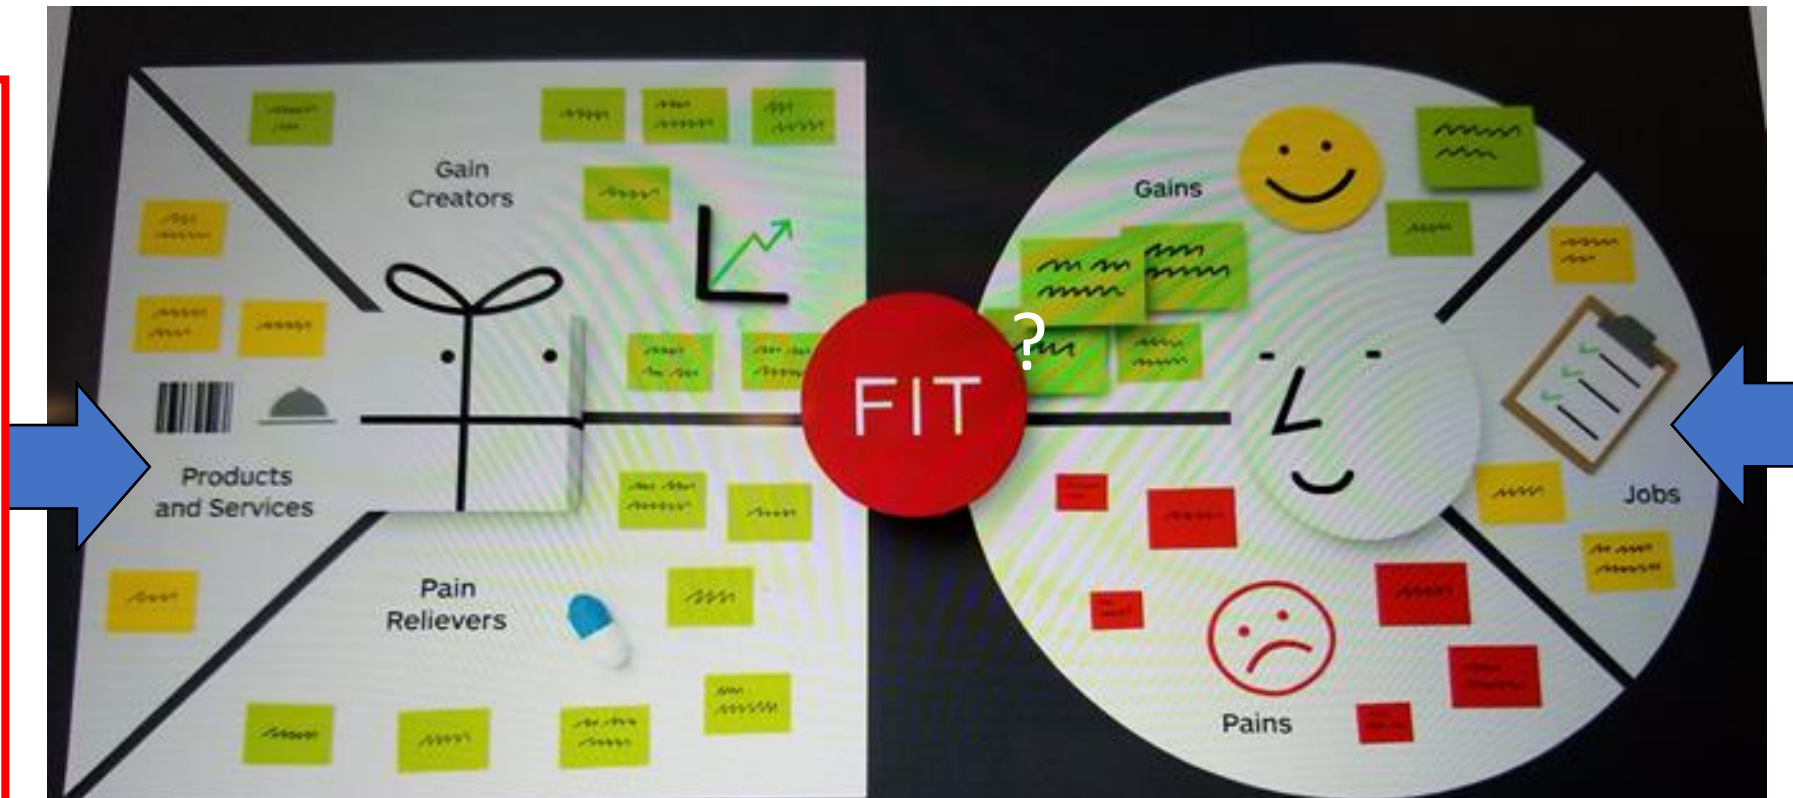 Gain
Creators
Gains
?
FIT
Products
and Services
Jobs
Pain
Relievers
Pains